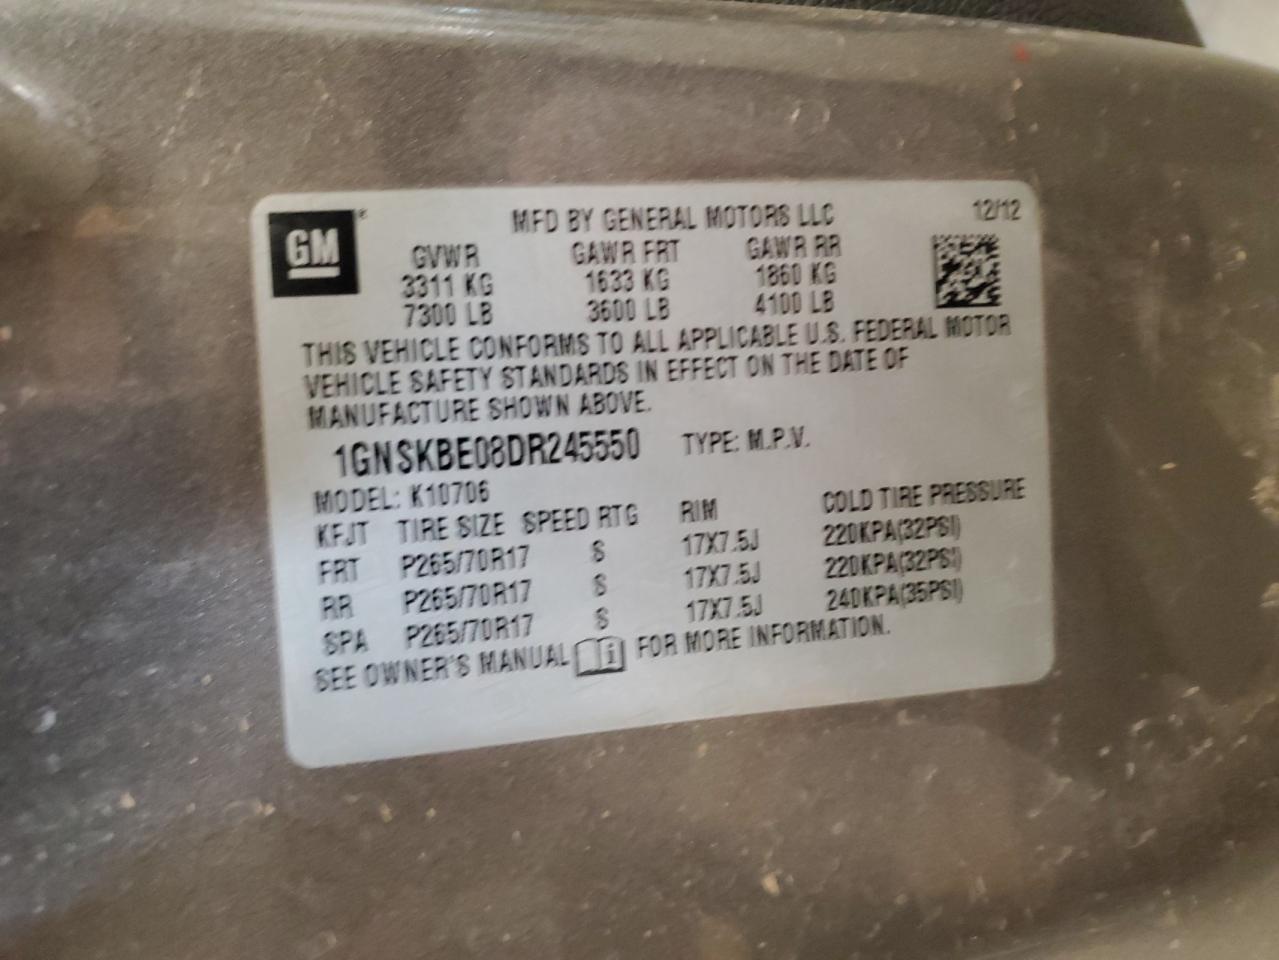 GM
MFD BY GENERAL MOTORS LLC 12/12
GVWR GAWR FRT GAWR RR
3311 KG 1633 KG 1860 KG
7300 LB 3600 LB 4100 LB
THIS VEHICLE CONFORMS TO ALL APPLICABLE U.S. FEDERAL MOTOR
VEHICLE SAFETY STANDARDS IN EFFECT ON THE DATE OF
MANUFACTURE SHOWN ABOVE.
1GNSKBE08DR245550 TYPE: M.P.V.
MODEL: K10706
KFJT TIRE SIZE SPEED RTG RIM COLD TIRE PRESSURE
FRT P265/70R17 S 17X7.5J 220KPA(32PSI)
RR P265/70R17 S 17X7.5J 220KPA(32PSI)
SPA P265/70R17 S 17X7.5J 240KPA(35PSI)
SEE OWNER'S MANUAL i FOR MORE INFORMATION.